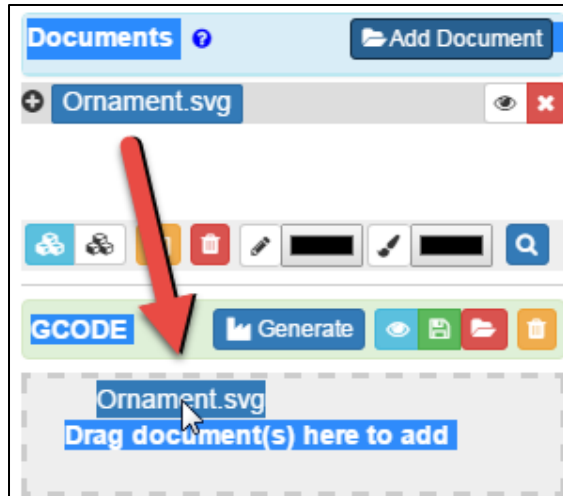 Documents ? Add Document
Ornament.svg
GCODE Generate
Ornament.svg
Drag document(s) here to add